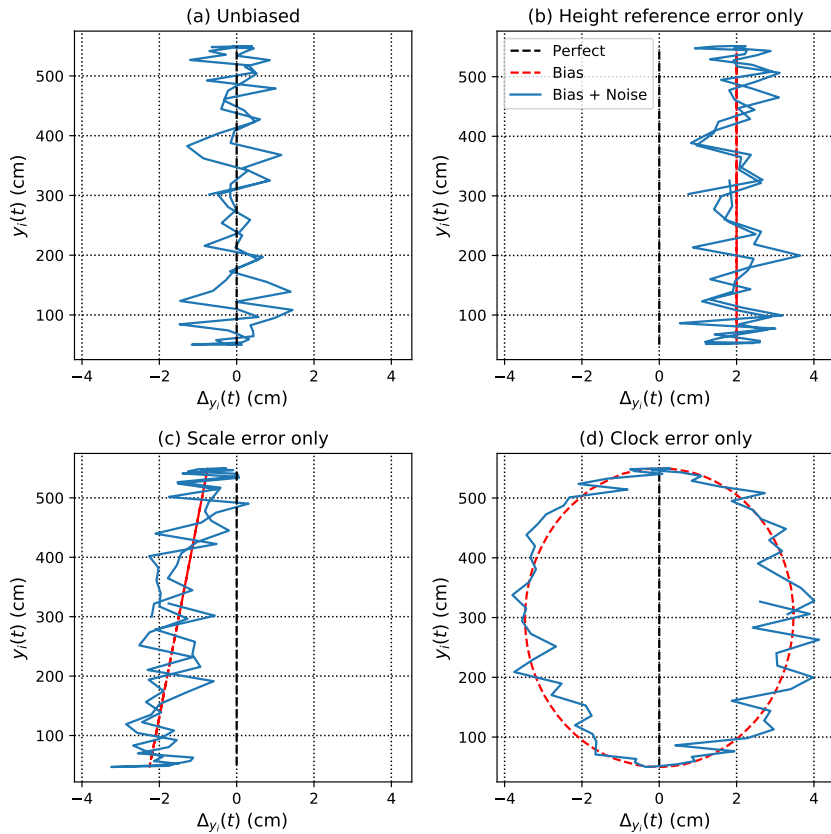 (a) Unbiased
(b) Height reference error only
500
400
300
200
100
y_i(t) (cm)
−4 −2 0 2 4
Δ_{y_i}(t) (cm)
Perfect
Bias
Bias + Noise
500
400
300
200
100
y_i(t) (cm)
−4 −2 0 2 4
Δ_{y_i}(t) (cm)
(c) Scale error only
(d) Clock error only
500
400
300
200
100
y_i(t) (cm)
−4 −2 0 2 4
Δ_{y_i}(t) (cm)
500
400
300
200
100
y_i(t) (cm)
−4 −2 0 2 4
Δ_{y_i}(t) (cm)